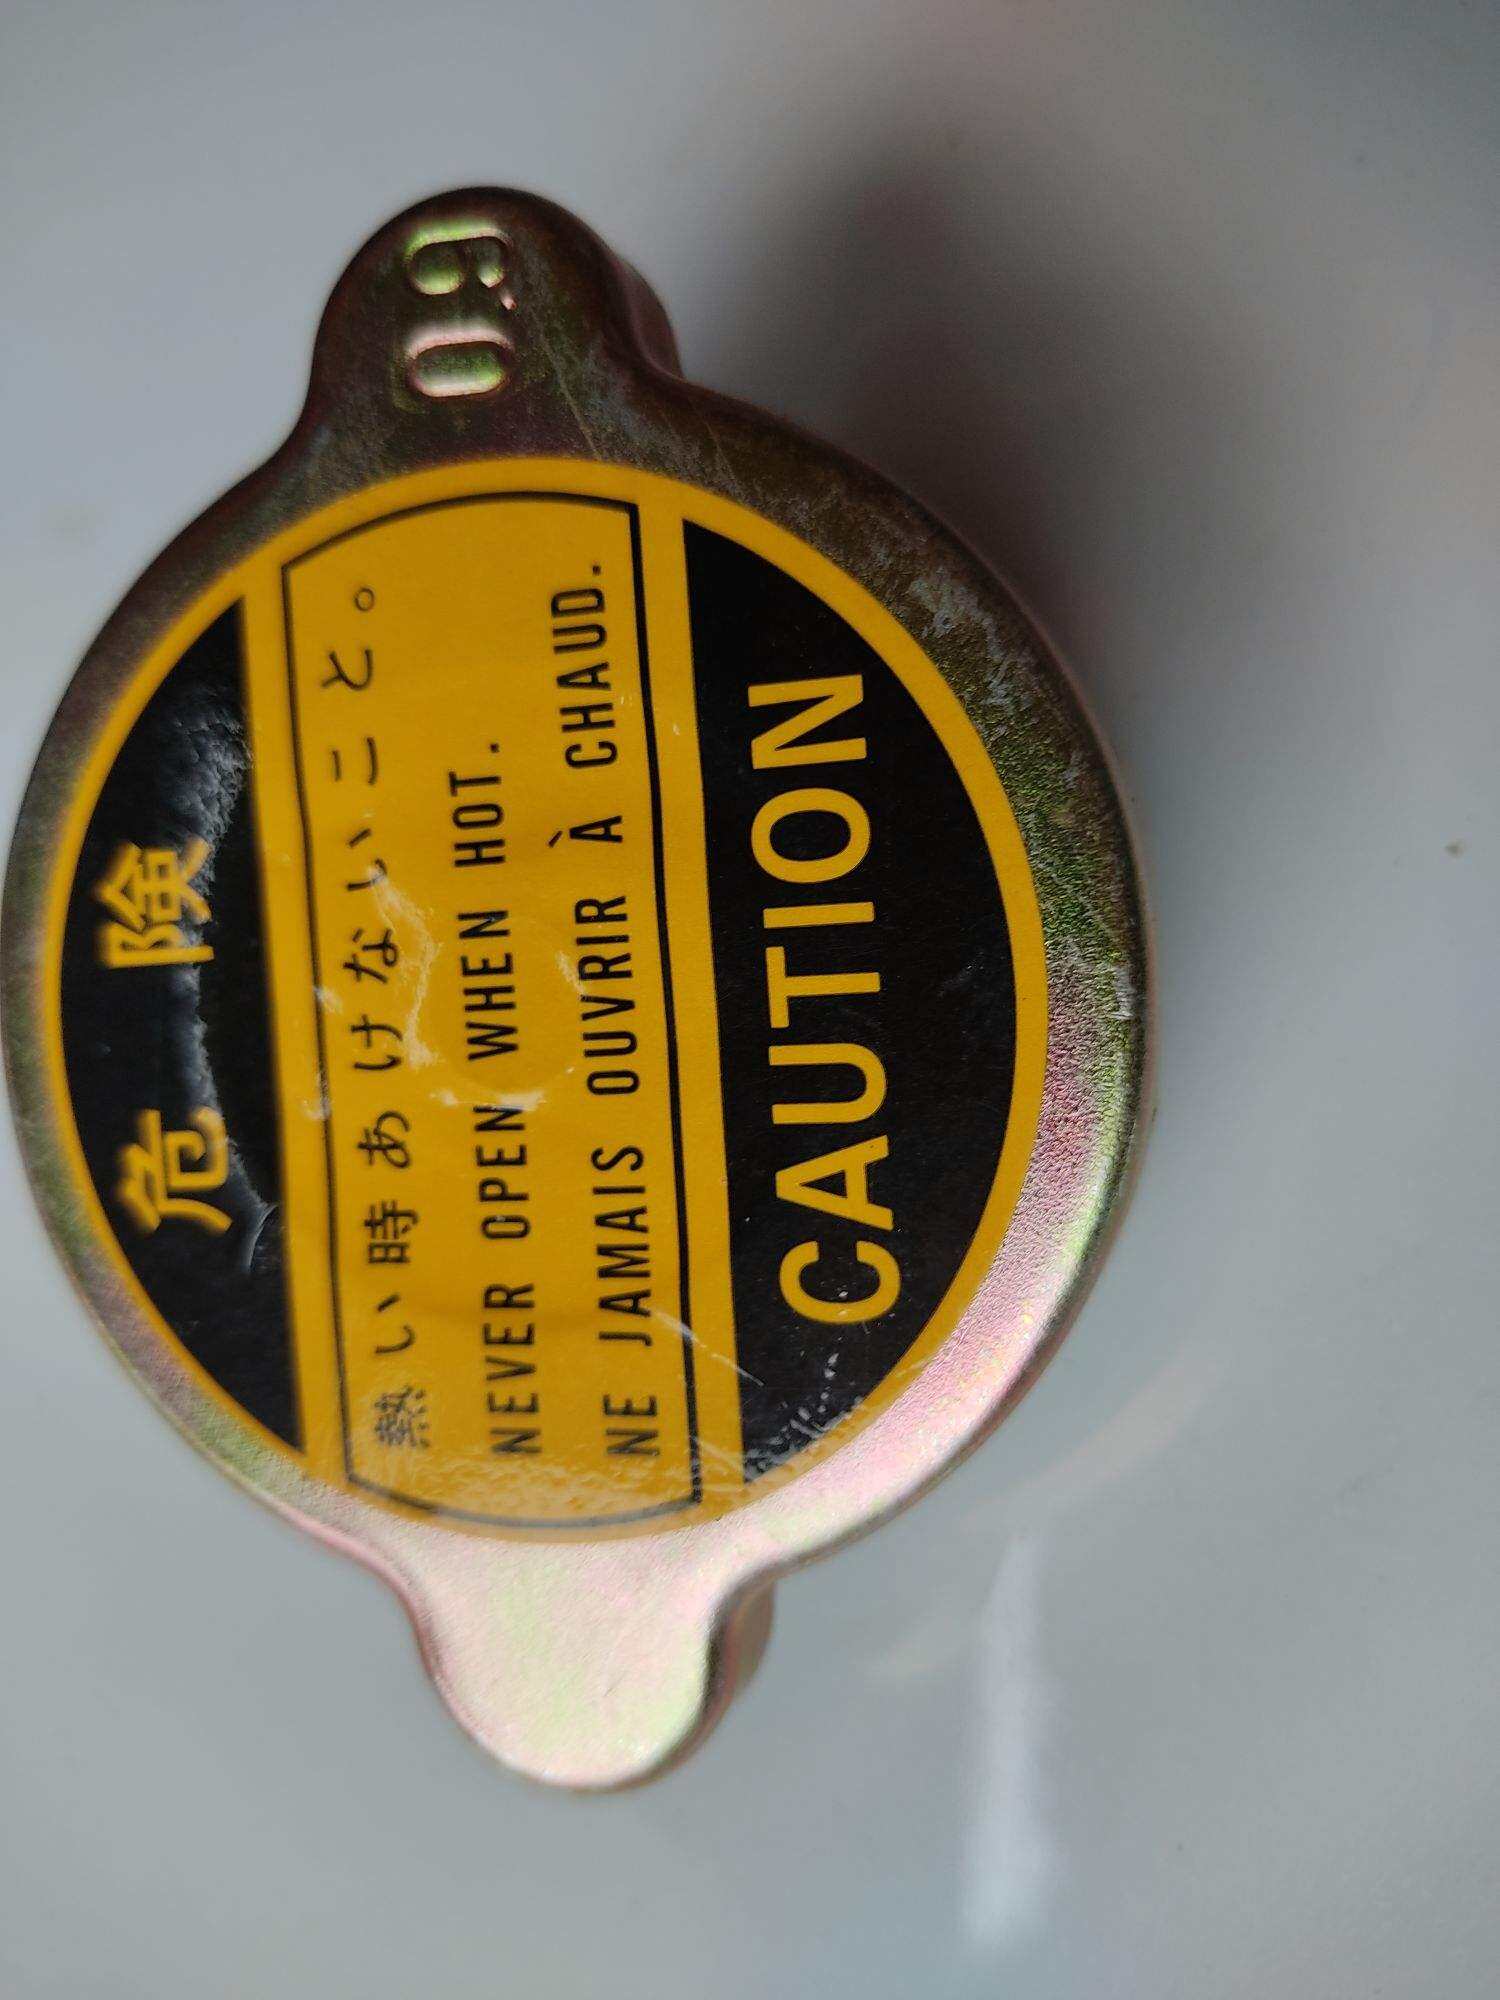 危険
熱い時あけないこと。
NEVER OPEN WHEN HOT.
NE JAMAIS OUVRIR À CHAUD.
CAUTION